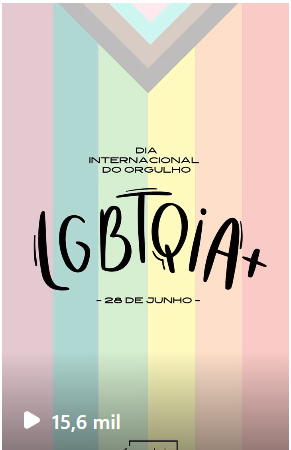 DIA
INTERNACIONAL
DO ORGULHO
LGBTQIA+
- 28 DE JUNHO -
15,6 mil